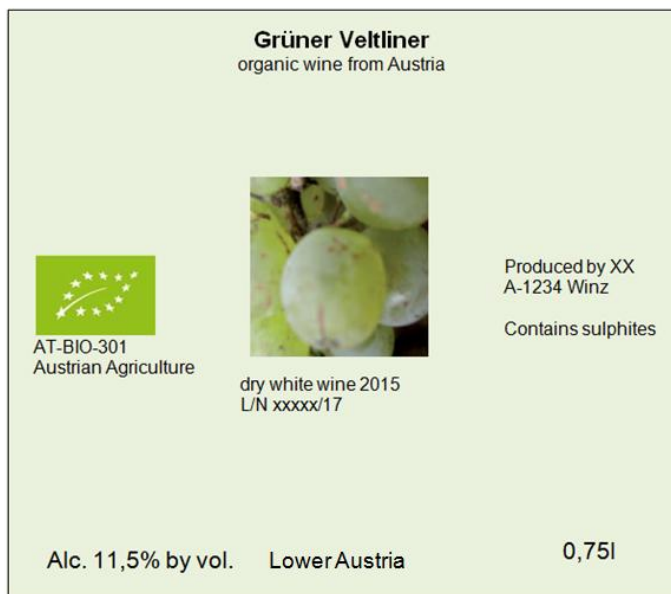 Grüner Veltliner
organic wine from Austria
AT-BIO-301
Austrian Agriculture
Produced by XX
A-1234 Winz
Contains sulphites
dry white wine 2015
L/N xxxxx/17
Alc. 11,5% by vol.
Lower Austria
0,75l